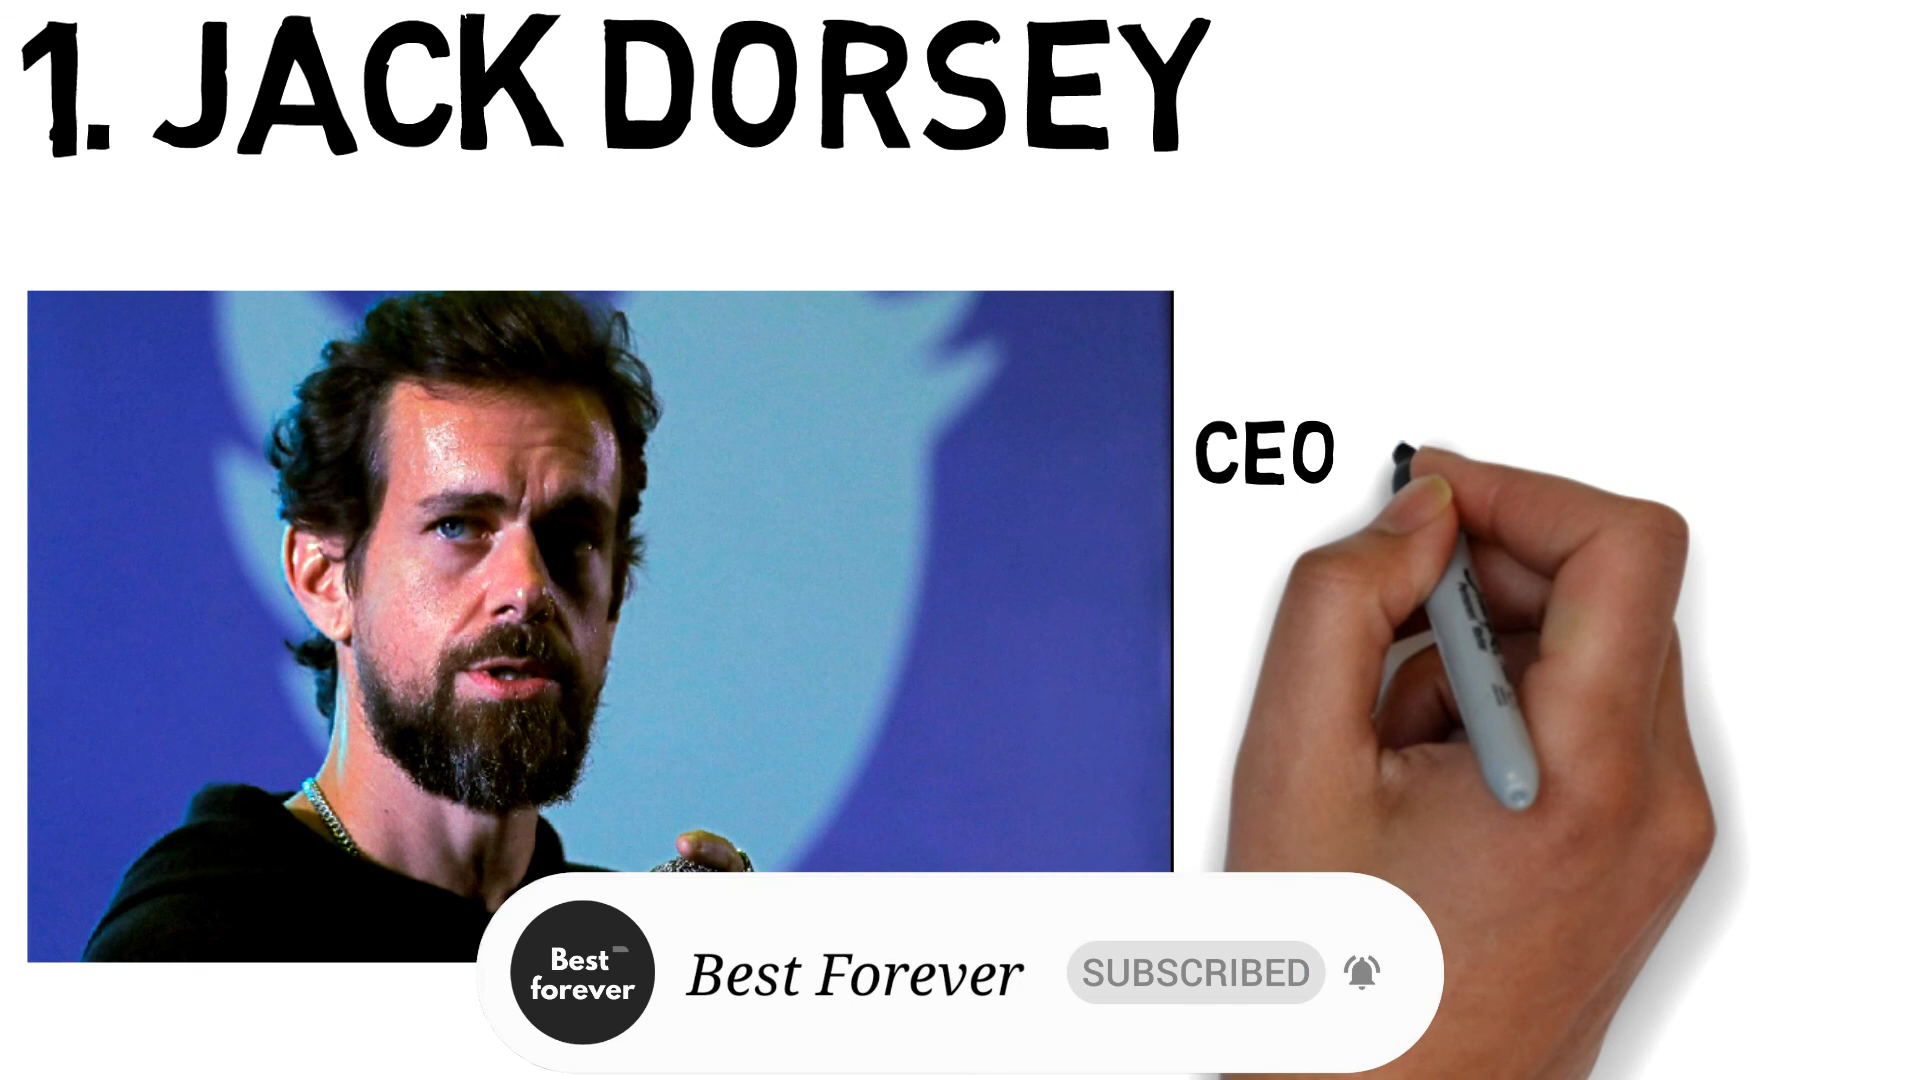 1. JACK DORSEY
CEO
Best
forever
Best Forever
SUBSCRIBED